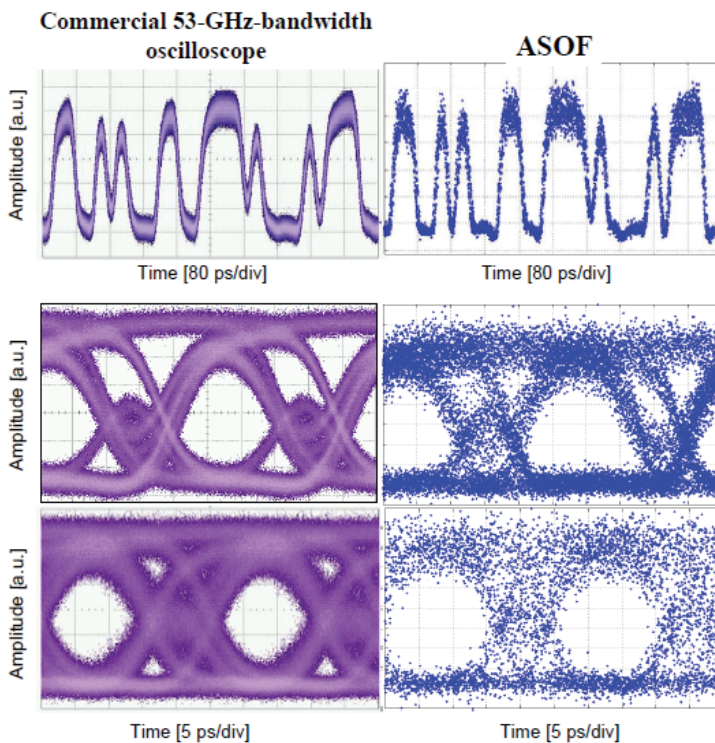 Commercial 53-GHz-bandwidth
oscilloscope
ASOF
Amplitude [a.u.]
Time [80 ps/div]
Time [80 ps/div]
Amplitude [a.u.]
Amplitude [a.u.]
Time [5 ps/div]
Time [5 ps/div]